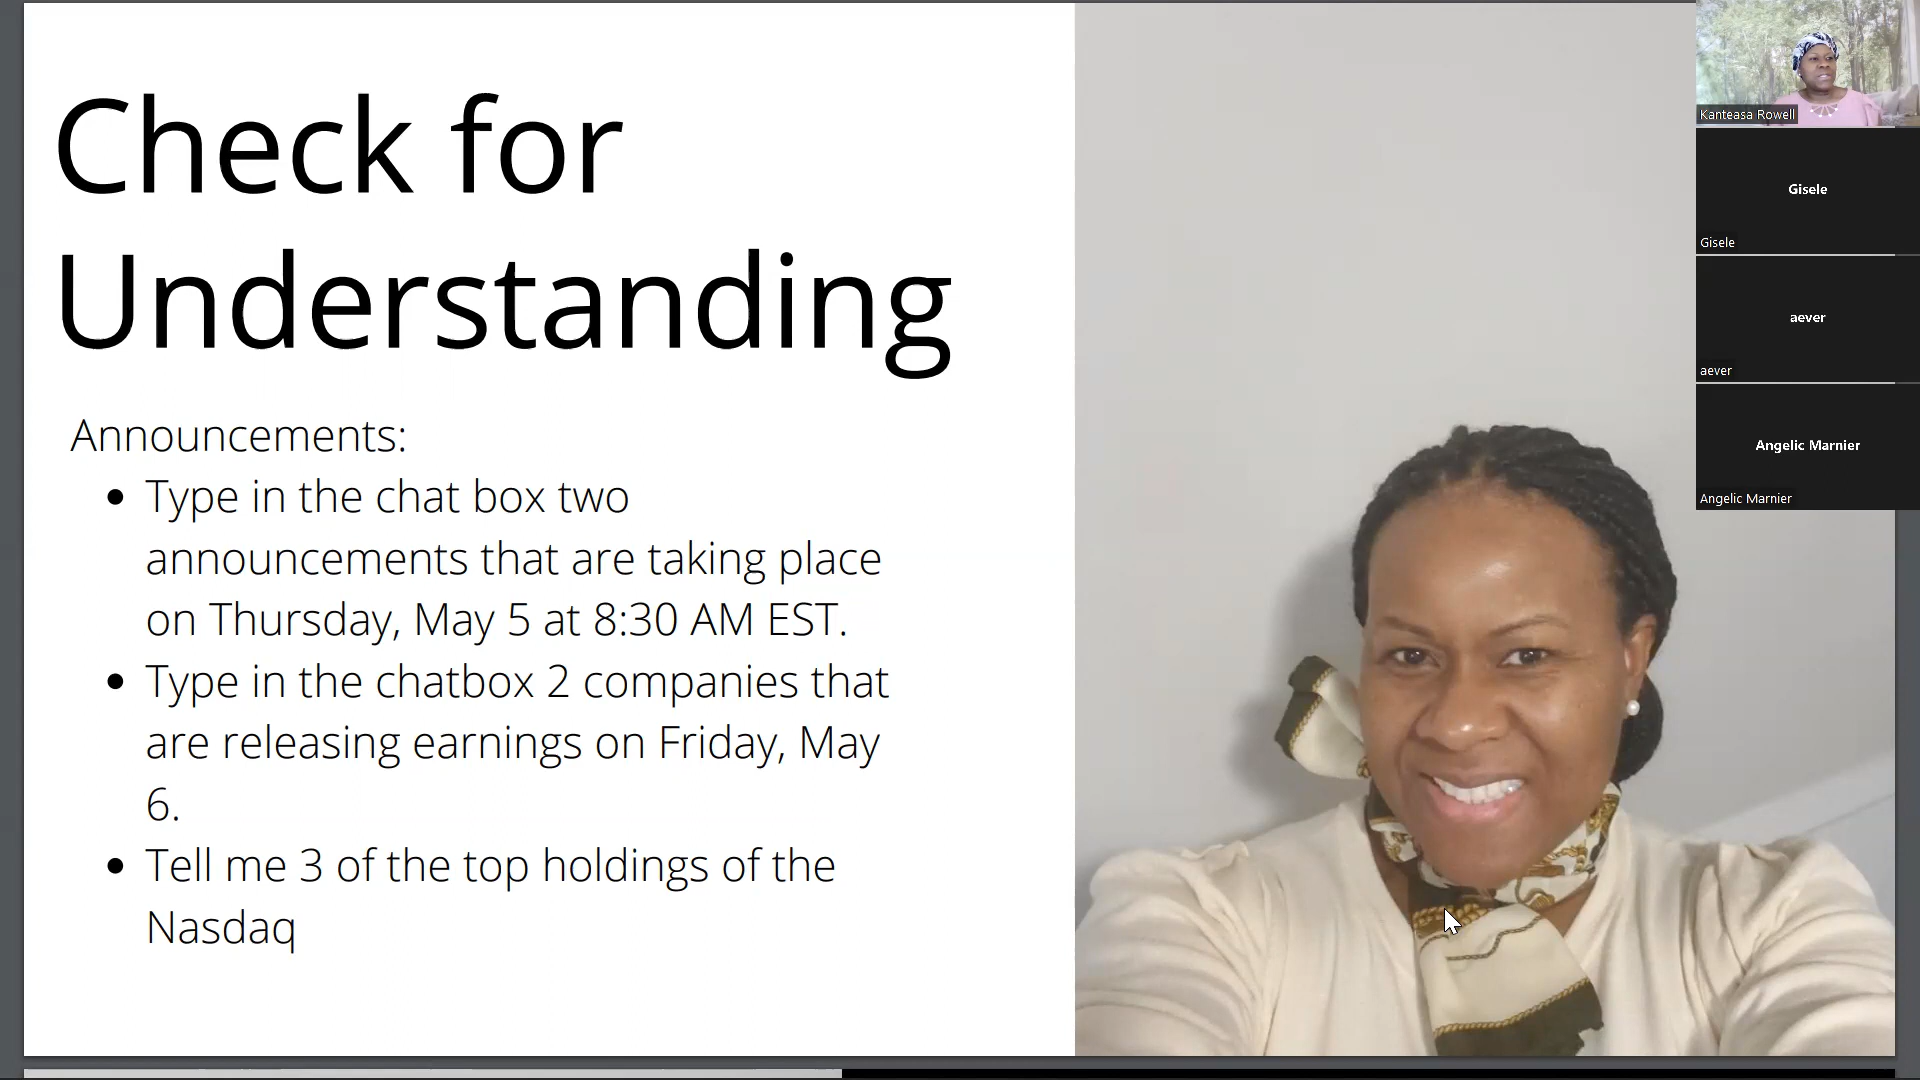 Check for
Understanding
Announcements:
• Type in the chat box two
announcements that are taking place
on Thursday, May 5 at 8:30 AM EST.
• Type in the chatbox 2 companies that
are releasing earnings on Friday, May
6.
• Tell me 3 of the top holdings of the
Nasdaq
Kanteasa Rowell
Gisele
Gisele
aever
aever
Angelic Marnier
Angelic Marnier